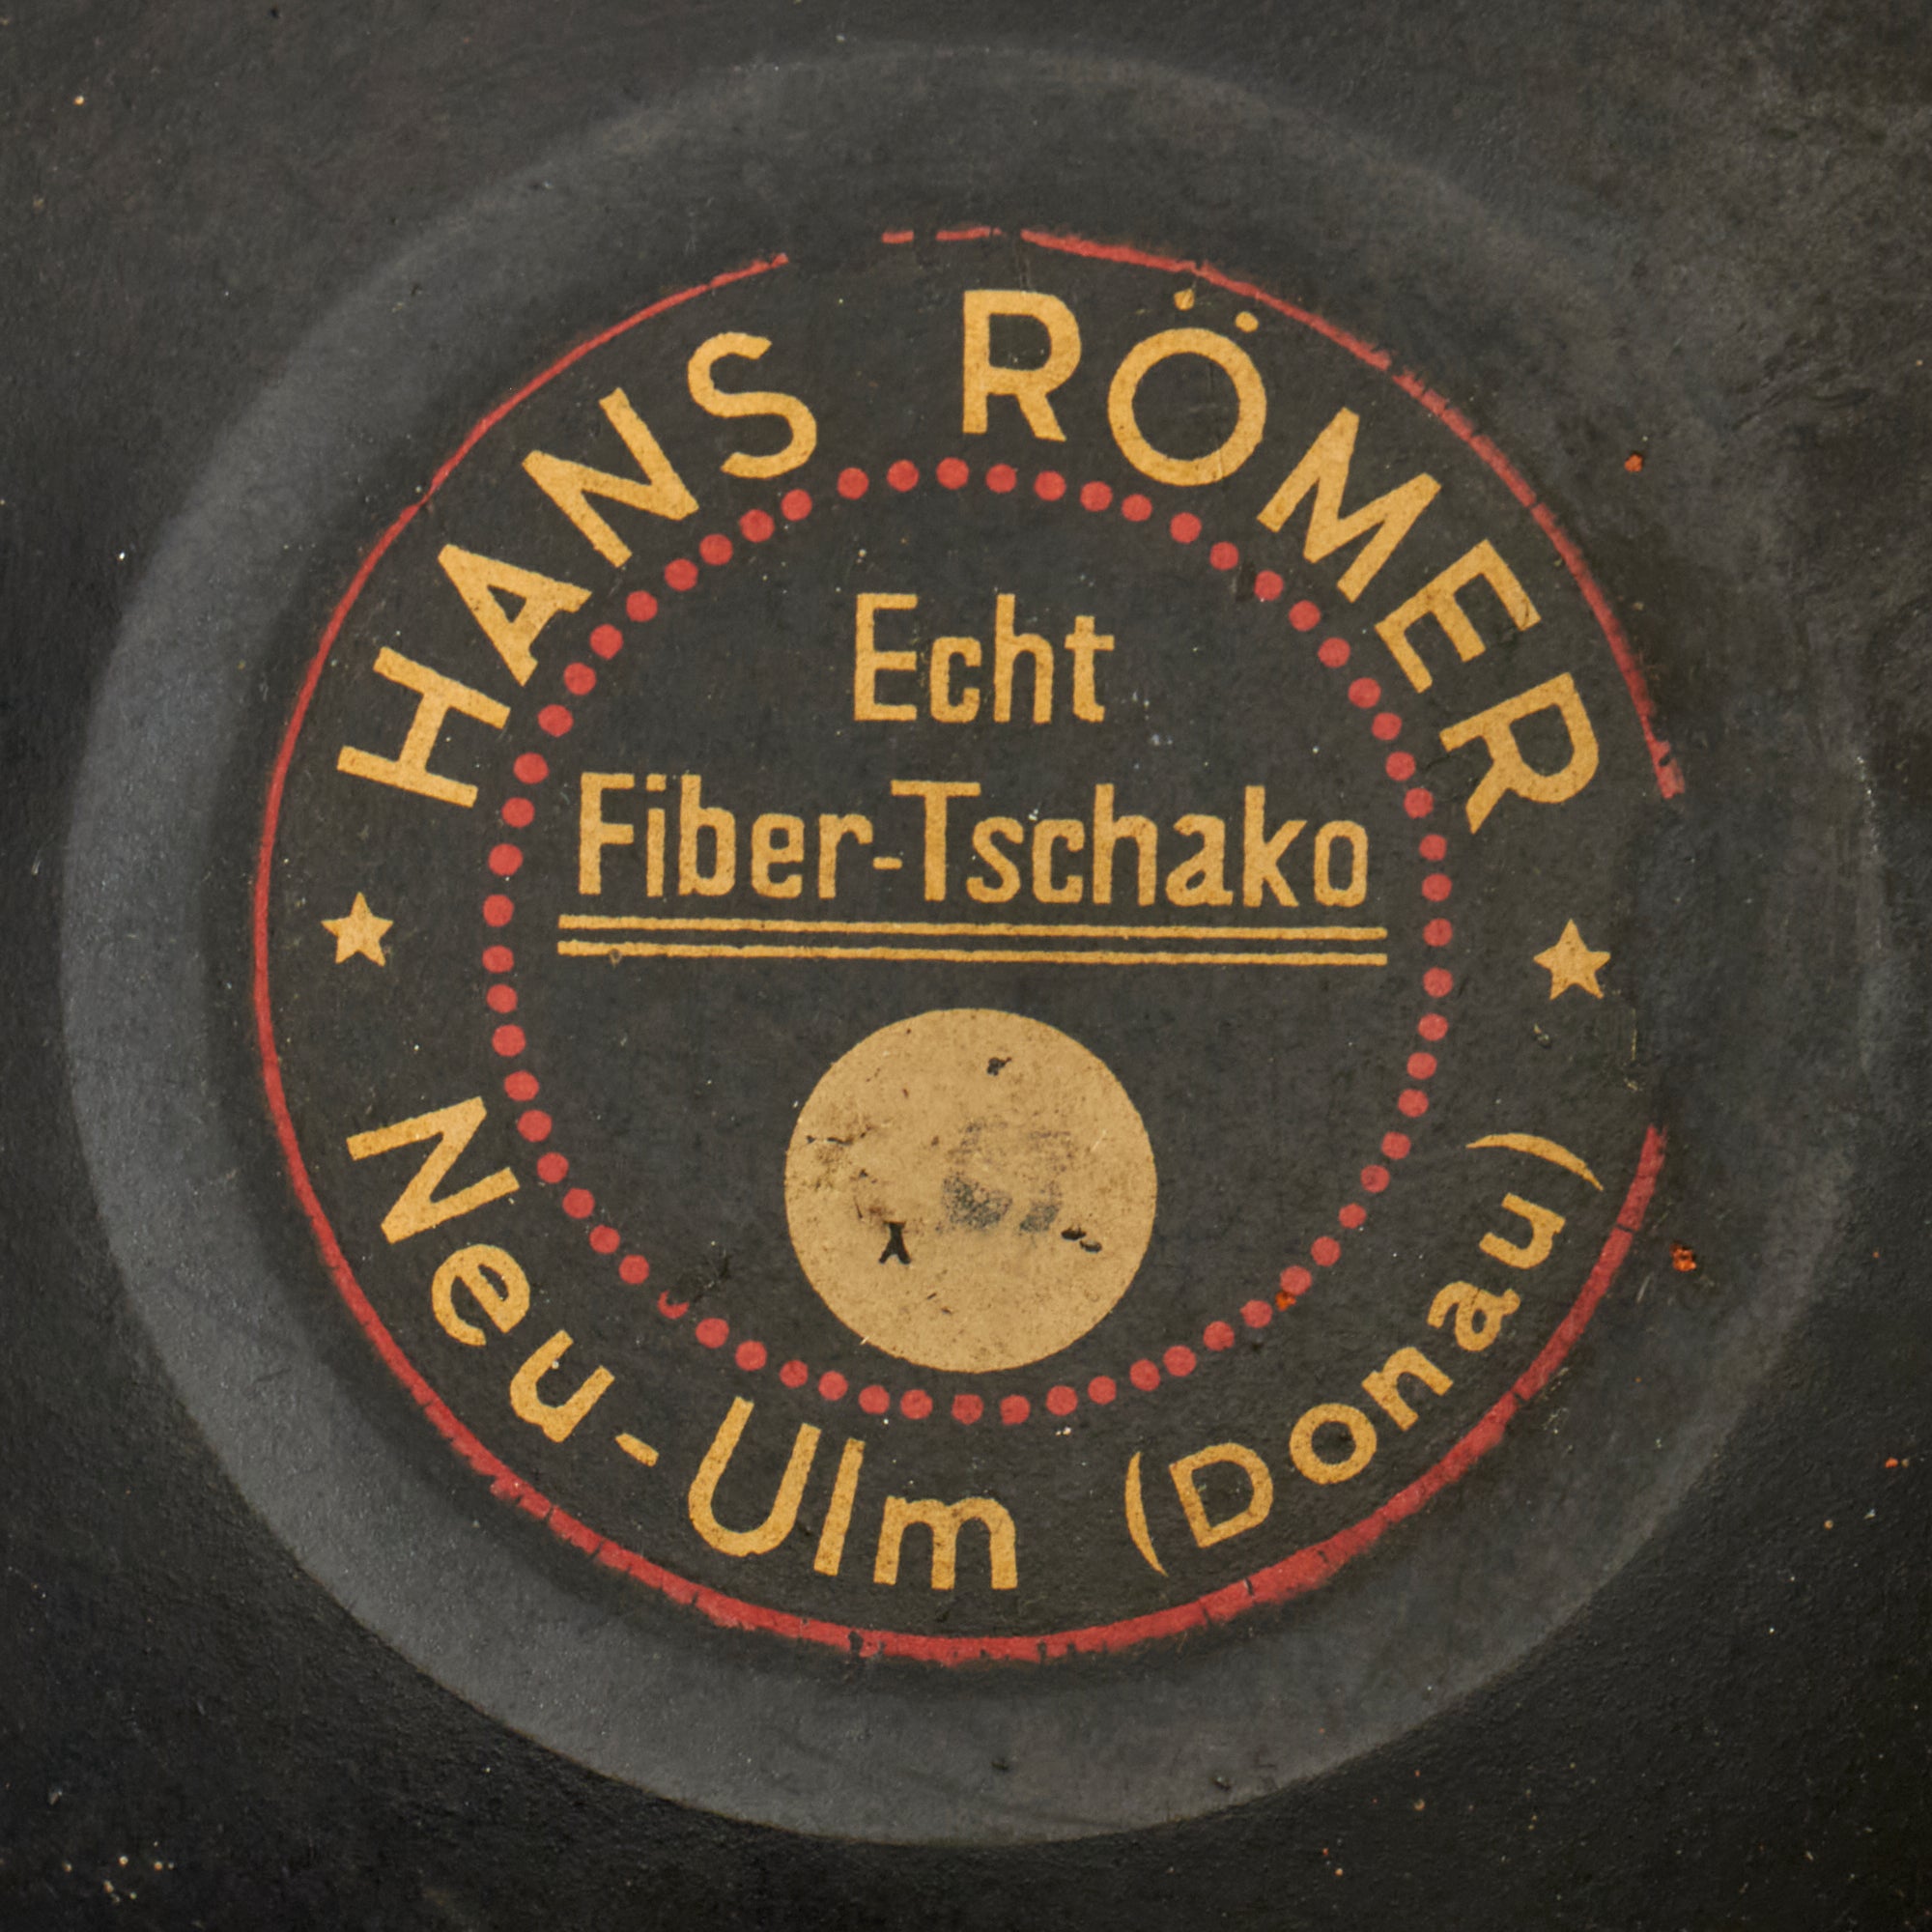 HANS RÖMER
Echt
Fiber-Tschako
Neu-Ulm (Donau)